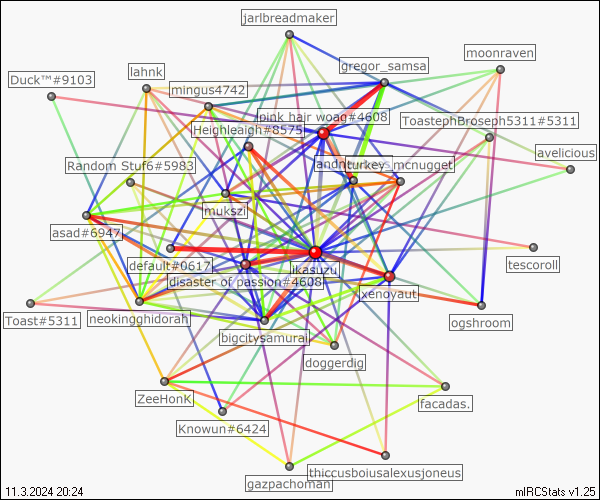 jarlbreadmaker
gregor_samsa
moonraven
Duck™#9103
lahnk
mingus4742
pink hair woag#4608
ToastephBroseph5311#5311
Heighleagh#8575
avelicious
Random Stuf6#5983
turkey_mcnugget
mukszi
asad#6947
ikasuzu
tescoroll
default#0617
disaster of passion#4608
xenoyaut
Toast#5311
neokingghidorah
ogshroom
bigcitysamurai
doggerdig
ZeeHonK
facadas.
Knowun#6424
thiccusboiusalexusjoneus
gazpachoman
11.3.2024 20:24
mIRCStats v1.25